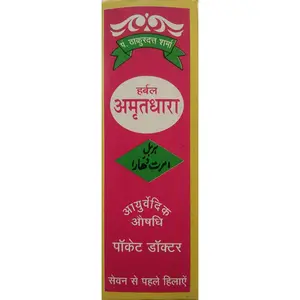 पं. ठाकुरदत्त शर्मा
हर्बल
अमृतधारा
ہربل
امرت دھارا
आयुर्वेदिक
औषधि
पॉकेट डॉक्टर
सेवन से पहले हिलाएँ